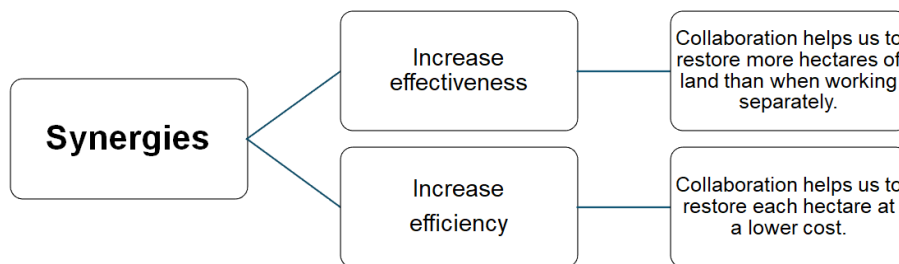 Synergies
Increase
effectiveness
Collaboration helps us to
restore more hectares of
land than when working
separately.
Increase
efficiency
Collaboration helps us to
restore each hectare at
a lower cost.